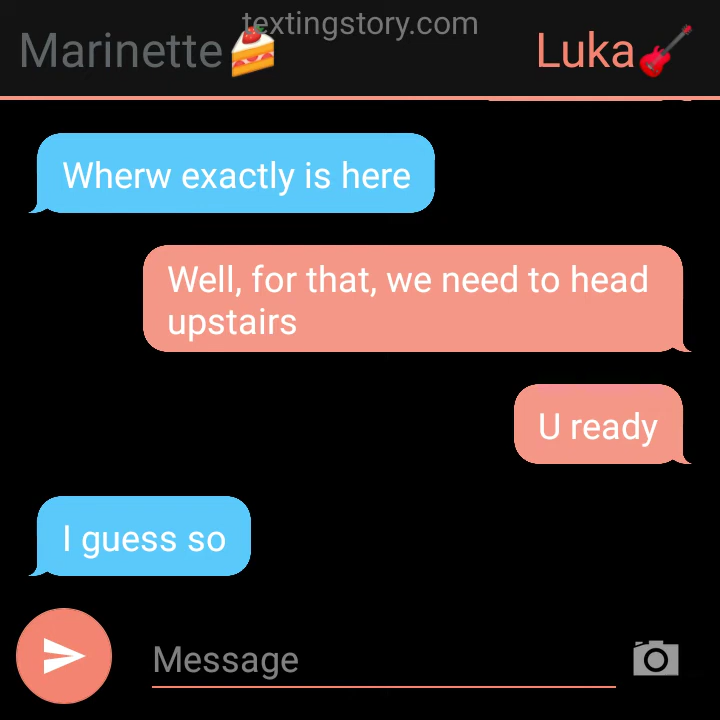 textingstory.com
Marinette🍰
Luka🎸
Wherw exactly is here
Well, for that, we need to head
upstairs
U ready
I guess so
Message